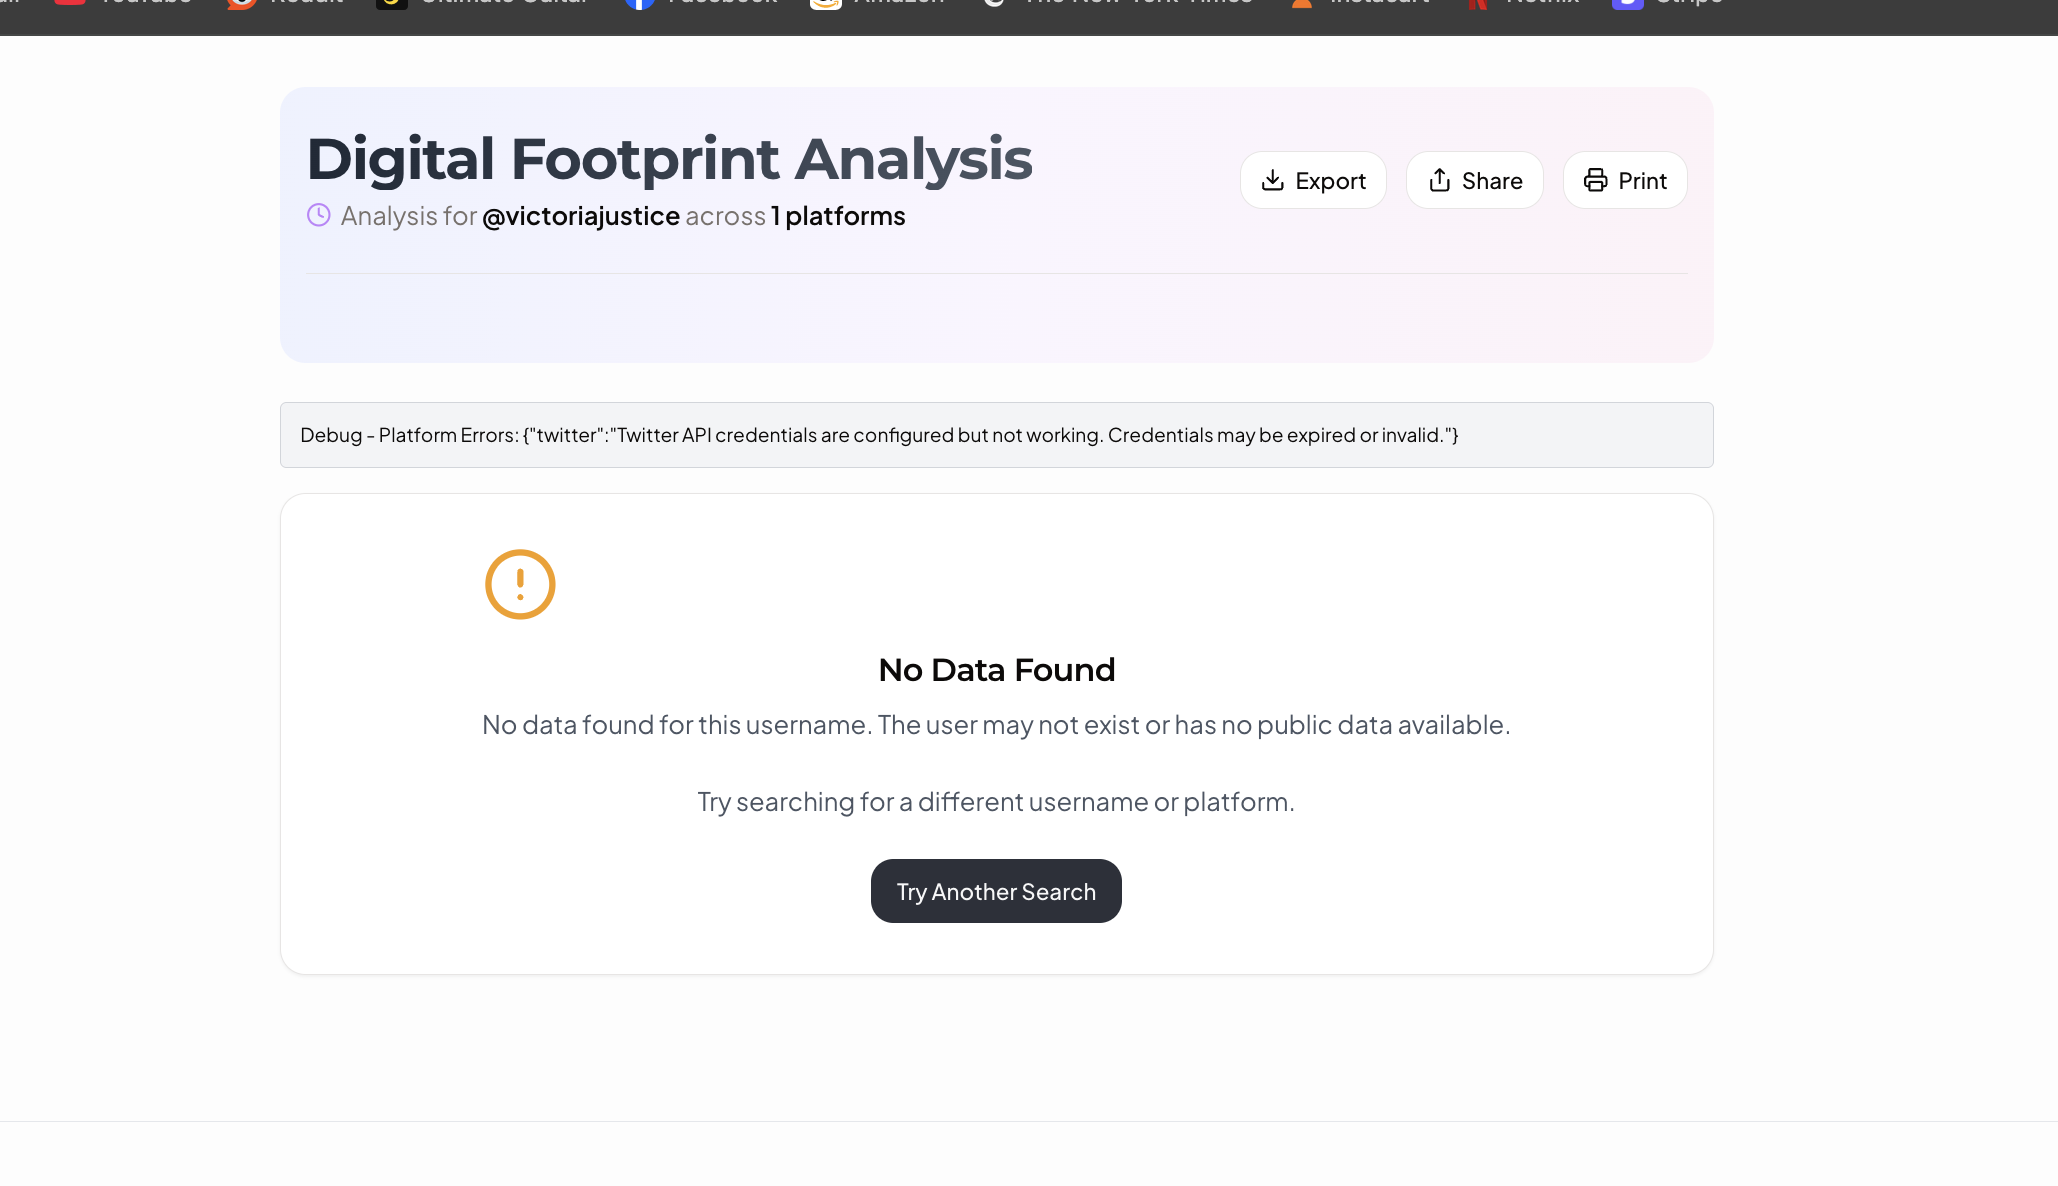 Digital Footprint Analysis
Analysis for @victoriajustice across 1 platforms
Export Share Print
Debug - Platform Errors: {"twitter":"Twitter API credentials are configured but not working. Credentials may be expired or invalid."}
No Data Found
No data found for this username. The user may not exist or has no public data available.
Try searching for a different username or platform.
Try Another Search